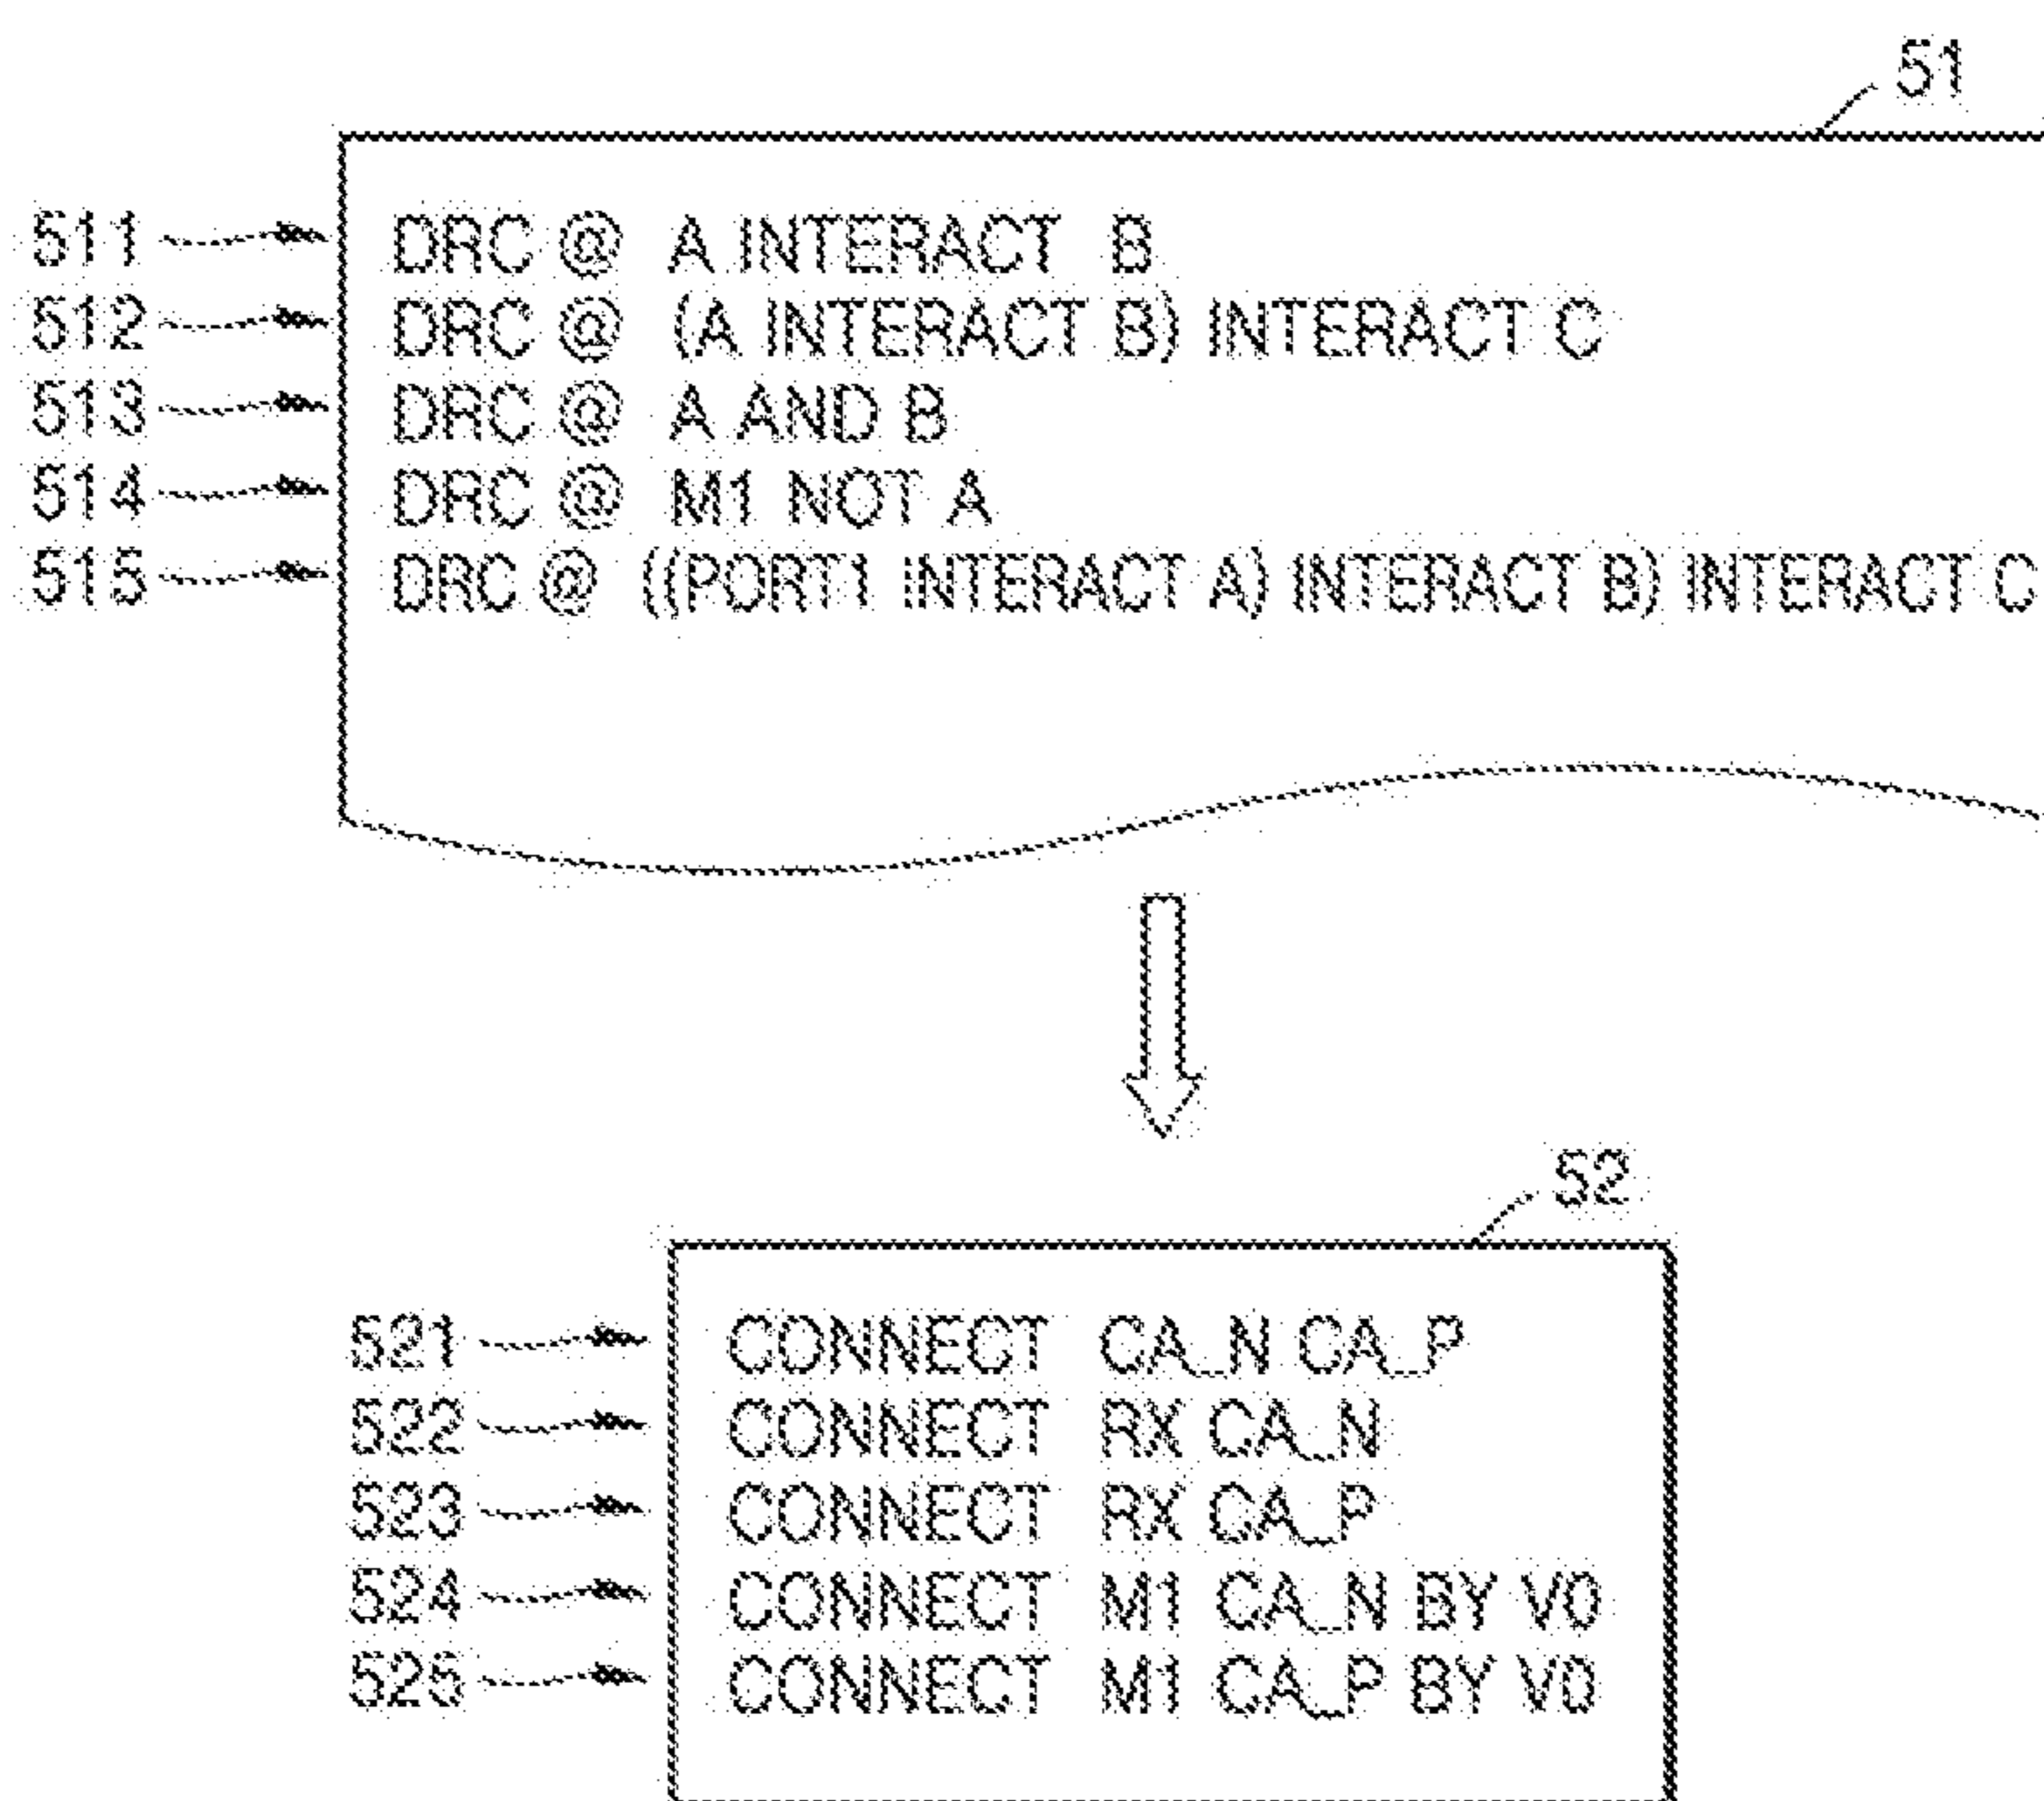 51
511 DRC @ A INTERACT B
512 DRC @ (A INTERACT B) INTERACT C
513 DRC @ A AND B
514 DRC @ M1 NOT A
515 DRC @ ((PORT1 INTERACT A) INTERACT B) INTERACT C
52
521 CONNECT CA_N CA_P
522 CONNECT RX CA_N
523 CONNECT RX CA_P
524 CONNECT M1 CA_N BY V0
525 CONNECT M1 CA_P BY V0